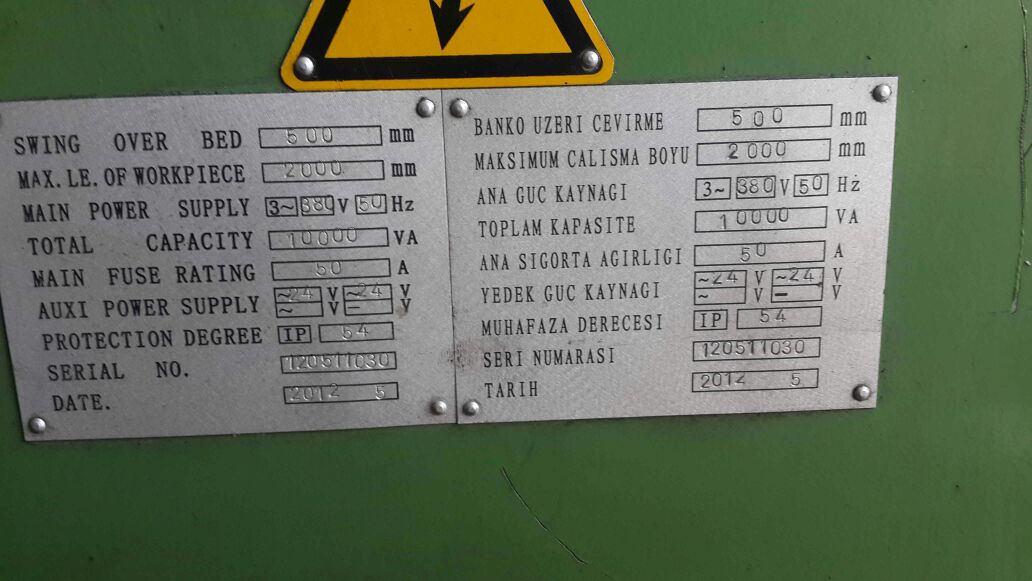 SWING OVER BED 500 mm
MAX. LE. OF WORKPIECE 2000 mm
MAIN POWER SUPPLY 3~ 380 V 50 Hz
TOTAL CAPACITY 10000 VA
MAIN FUSE RATING 50 A
AUXI POWER SUPPLY ~24 V ~24 V
~ V — V
PROTECTION DEGREE IP 54
SERIAL NO. 120511030
DATE. 2012 5
BANKO UZERI CEVIRME 500 mm
MAKSIMUM CALISMA BOYU 2000 mm
ANA GUC KAYNAGI 3~ 380 V 50 Hz
TOPLAM KAPASITE 10000 VA
ANA SIGORTA AGIRLIGI 50 A
YEDEK GUC KAYNAGI ~24 V ~24 V
~ V — V
MUHAFAZA DERECESI IP 54
SERI NUMARASI 120511030
TARIH 2012 5